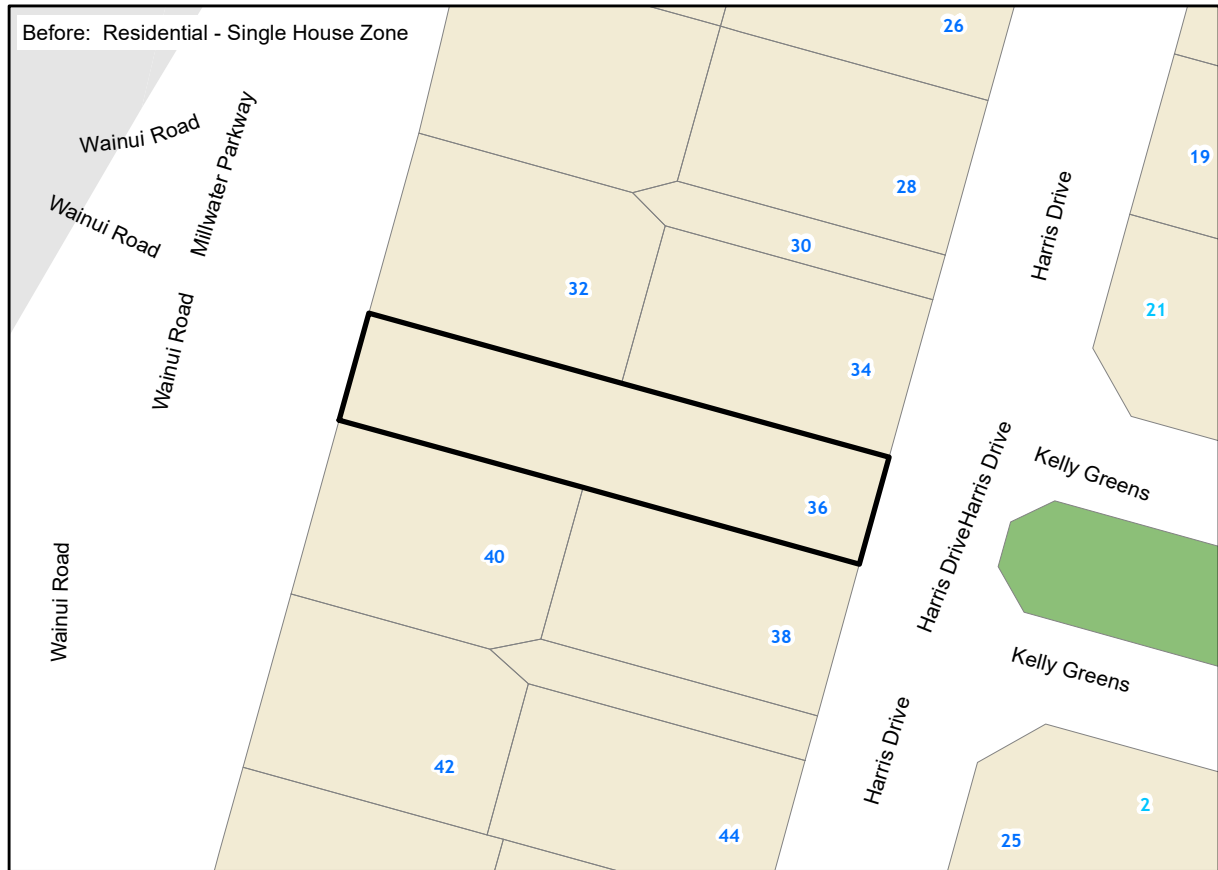 Before:  Residential - Single House Zone
26
Wainui Road
Millwater Parkway
19
28
Harris Drive
Wainui Road
30
32
21
Wainui Road
34
Harris Drive
Kelly Greens
36
40
Harris Drive
Wainui Road
38
Kelly Greens
Harris Drive
42
2
44
25